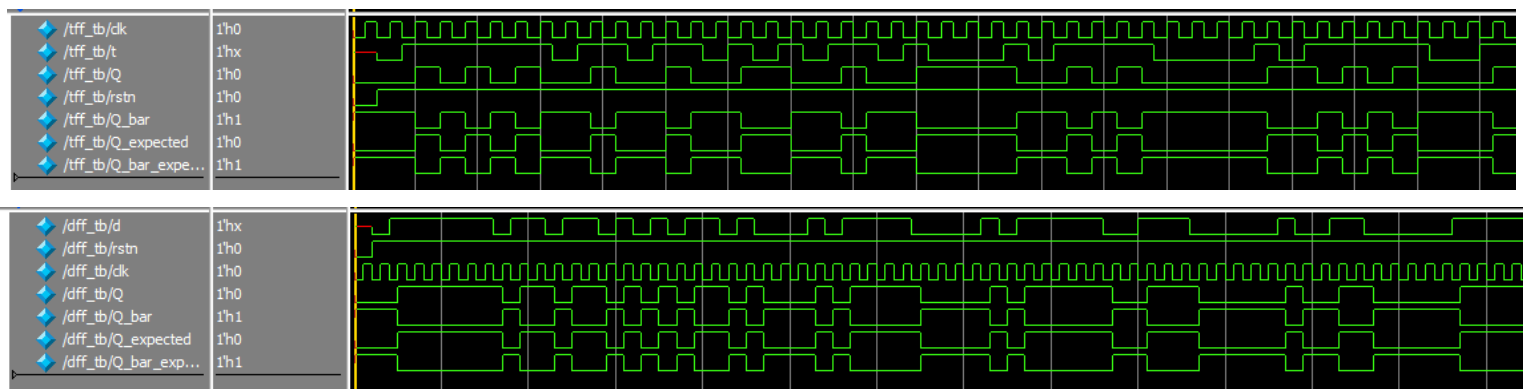 /tff_tb/clk 1'h0
/tff_tb/t 1'hx
/tff_tb/Q 1'h0
/tff_tb/rstn 1'h0
/tff_tb/Q_bar 1'h1
/tff_tb/Q_expected 1'h0
/tff_tb/Q_bar_expe... 1'h1
/dff_tb/d 1'hx
/dff_tb/rstn 1'h0
/dff_tb/clk 1'h0
/dff_tb/Q 1'h0
/dff_tb/Q_bar 1'h1
/dff_tb/Q_expected 1'h0
/dff_tb/Q_bar_exp... 1'h1